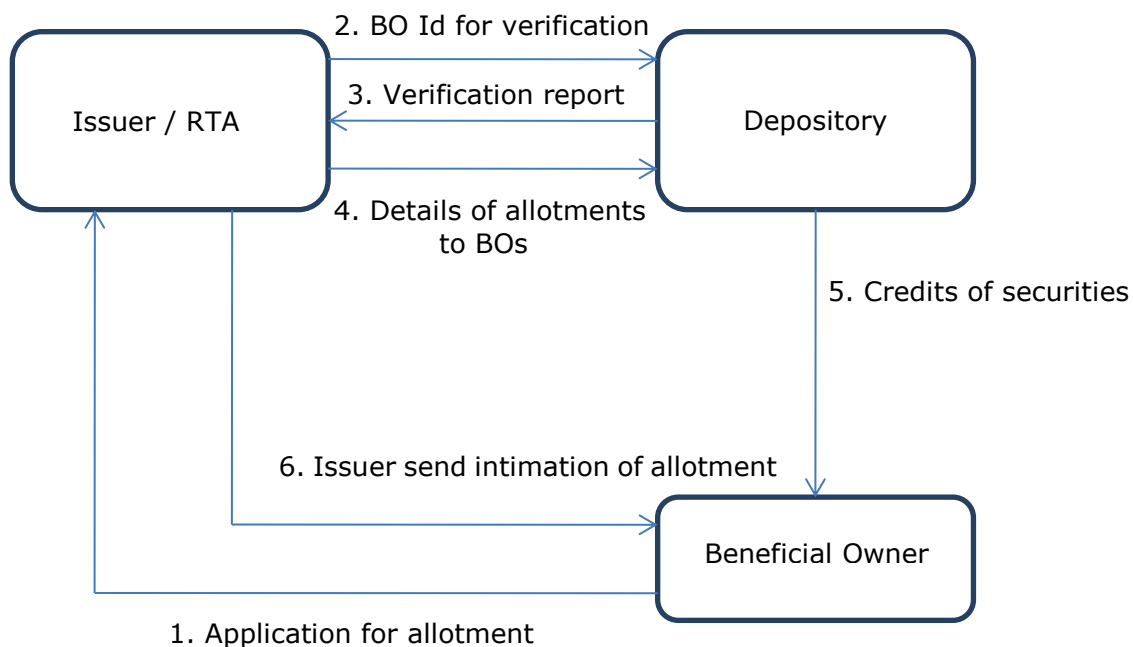 2. BO Id for verification
3. Verification report
Issuer / RTA
Depository
4. Details of allotments
to BOs
5. Credits of securities
6. Issuer send intimation of allotment
Beneficial Owner
1. Application for allotment